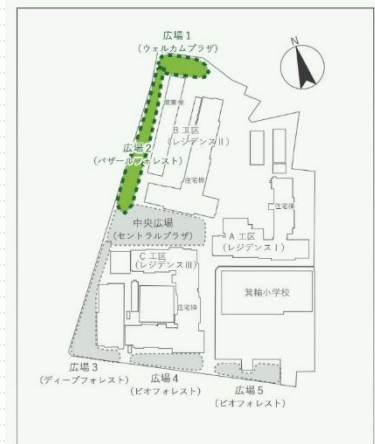 広場1
(ウェルカムプラザ)
N
商業棟
B工区
(レジデンスⅡ)
広場2
(バザールフォレスト)
住宅棟
住宅棟
中央広場
(セントラルプラザ)
A工区
(レジデンスⅠ)
C工区
(レジデンスⅢ)
住宅棟
箕輪小学校
広場3
(ディープフォレスト)
広場4
(ビオフォレスト)
広場5
(ビオフォレスト)